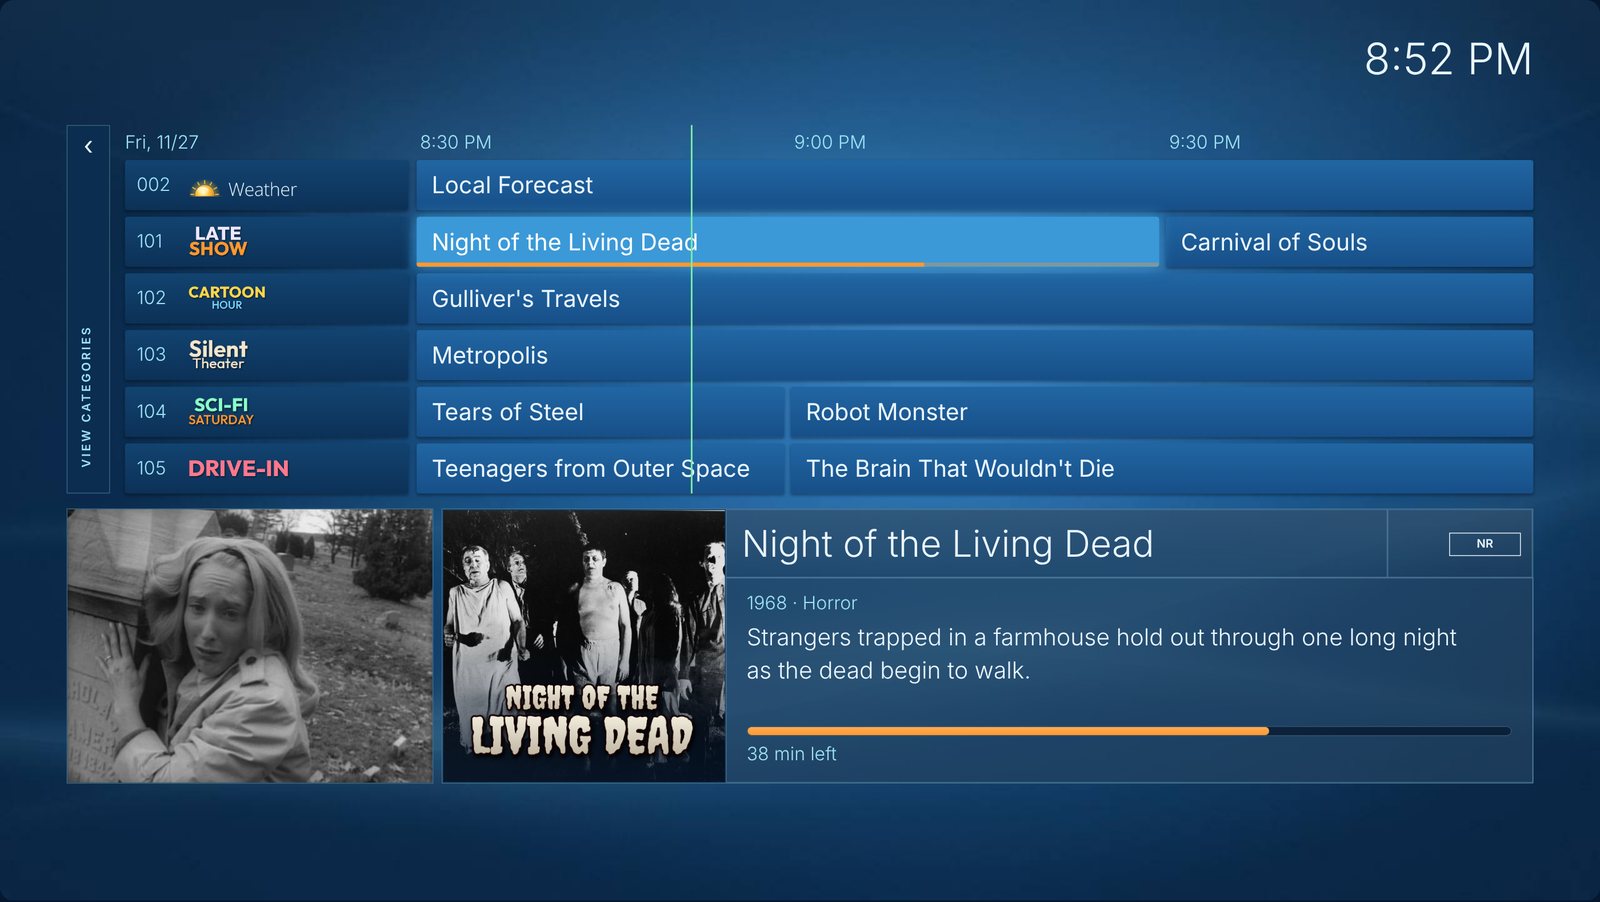 8:52 PM
Fri, 11/27
8:30 PM
9:00 PM
9:30 PM
002
Weather
Local Forecast
101
LATE
SHOW
Night of the Living Dead
Carnival of Souls
102
CARTOON
HOUR
Gulliver's Travels
103
Silent
Theater
Metropolis
104
SCI-FI
SATURDAY
Tears of Steel
Robot Monster
105
DRIVE-IN
Teenagers from Outer Space
The Brain That Wouldn't Die
VIEW CATEGORIES
NIGHT OF THE
LIVING DEAD
Night of the Living Dead
NR
1968 · Horror
Strangers trapped in a farmhouse hold out through one long night
as the dead begin to walk.
38 min left